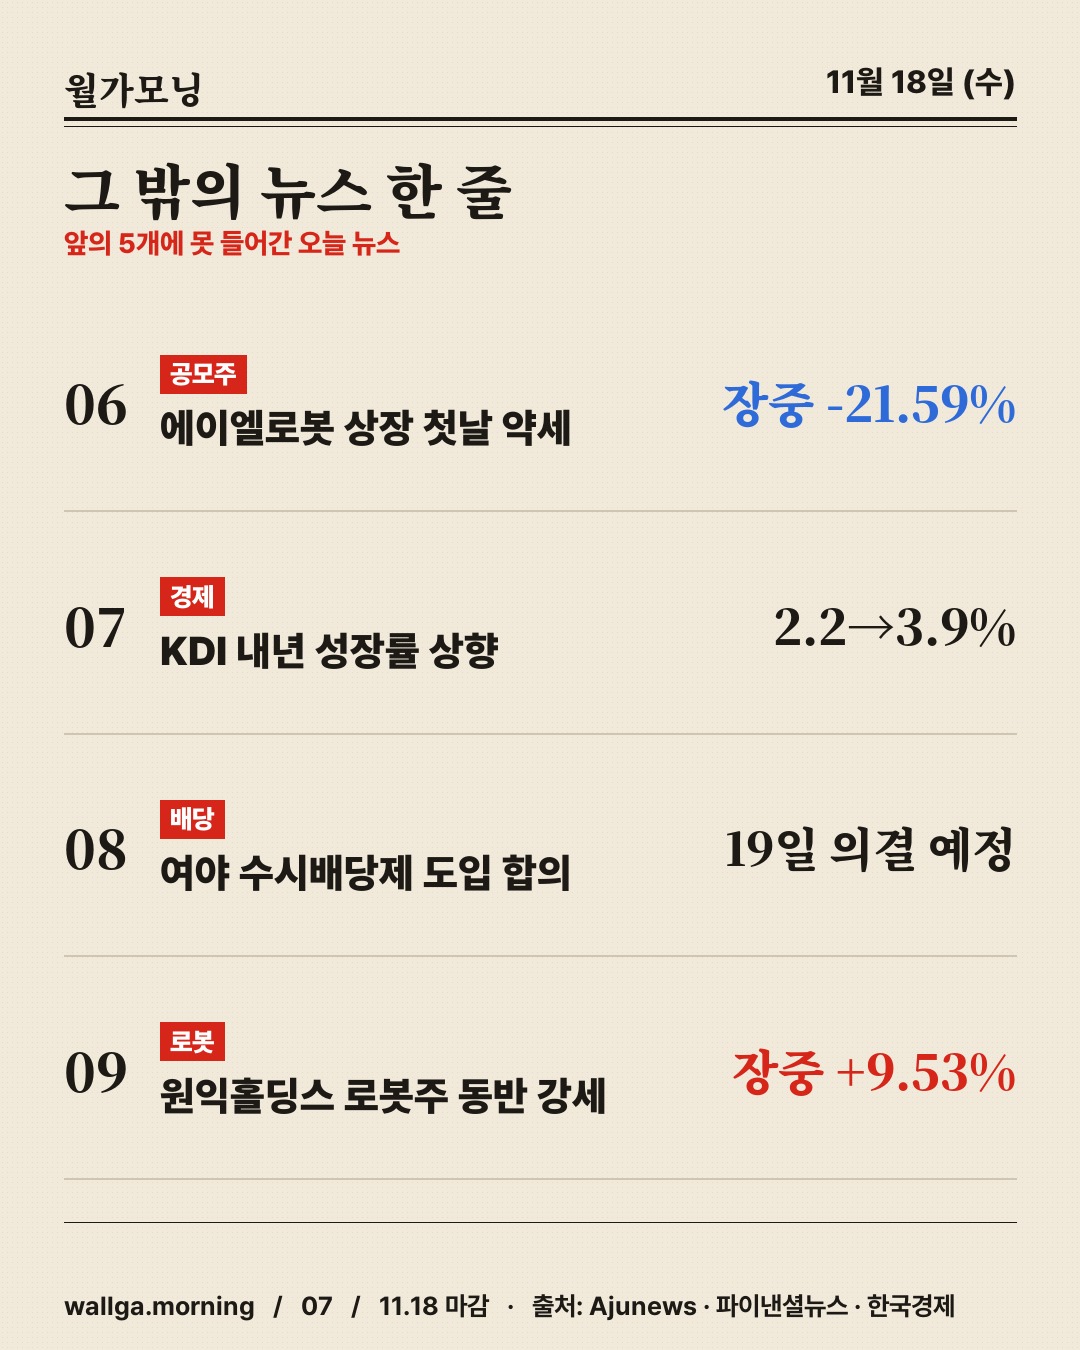 월가모닝
11월 18일 (수)
그 밖의 뉴스 한 줄
앞의 5개에 못 들어간 오늘 뉴스
06
공모주
에이엘로봇 상장 첫날 약세
장중 -21.59%
07
경제
KDI 내년 성장률 상향
2.2→3.9%
08
배당
여야 수시배당제 도입 합의
19일 의결 예정
09
로봇
원익홀딩스 로봇주 동반 강세
장중 +9.53%
wallga.morning / 07 / 11.18 마감 · 출처: Ajunews · 파이낸셜뉴스 · 한국경제